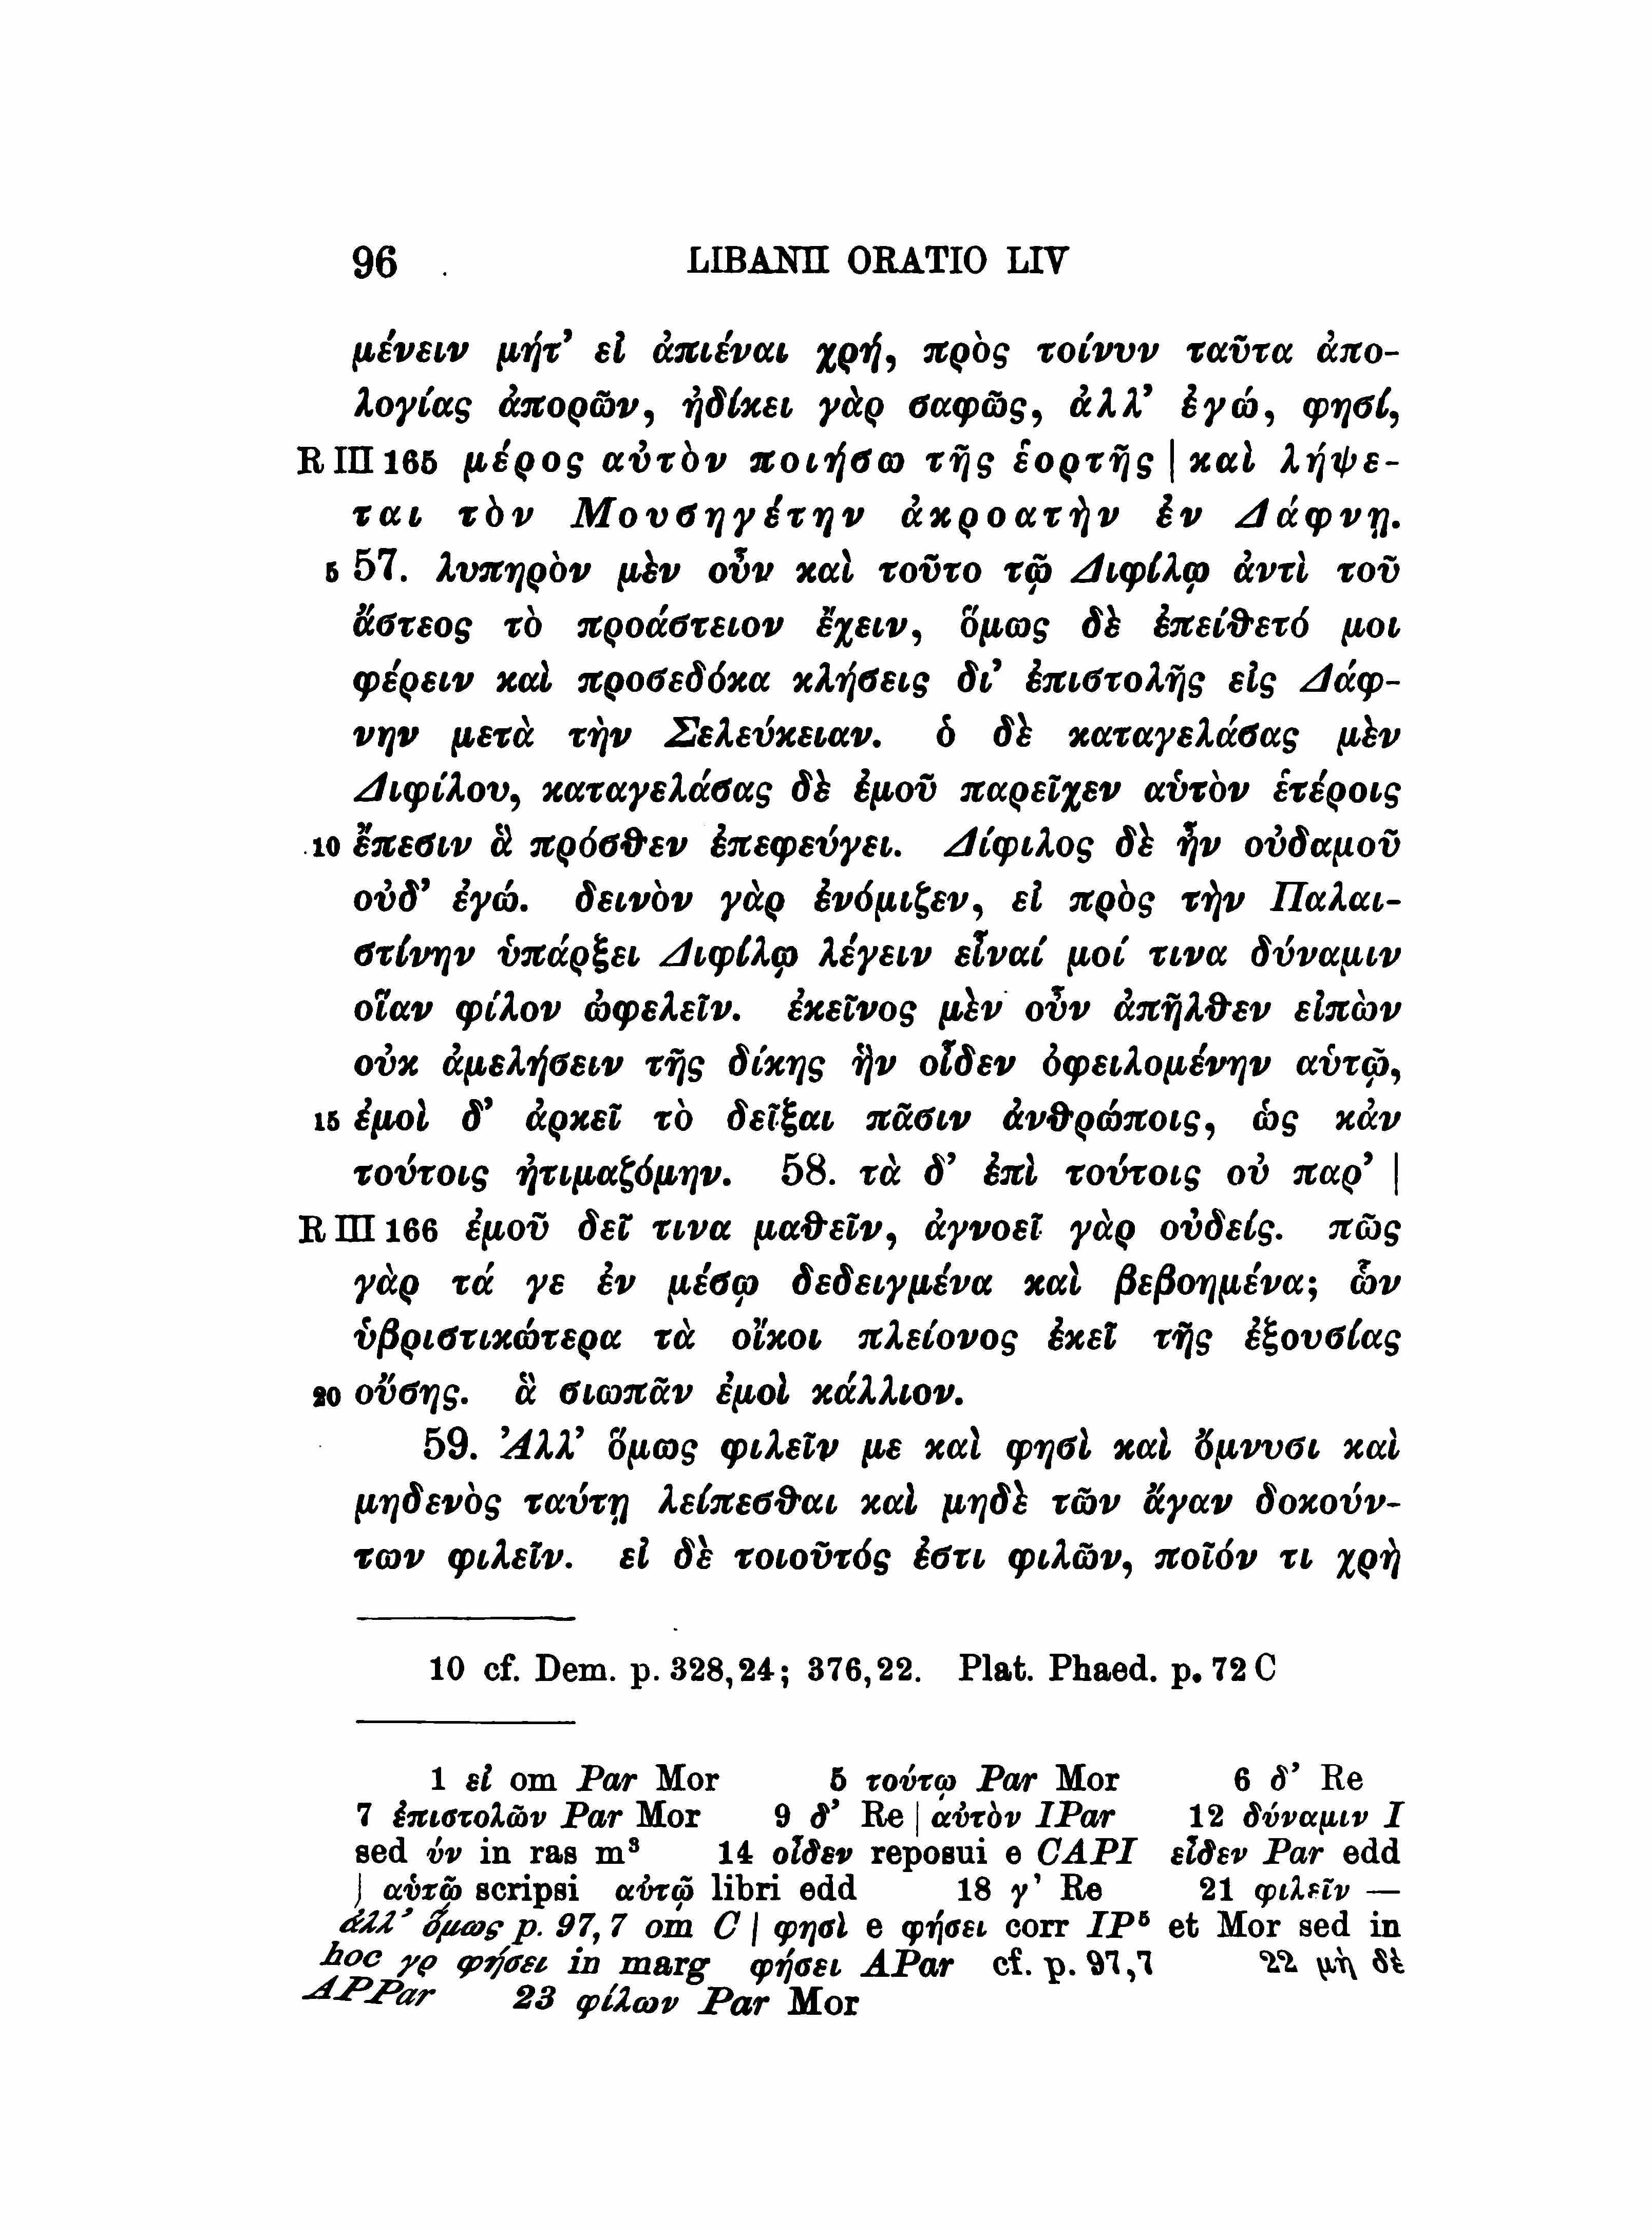 96 LIBANII ORATIO LIV
μένειν μήτ’ εἰ ἀπιέναι χρή, πρὸς τοίνυν ταῦτα ἀπο-
λογίας ἀπορῶν, ἠδίκει γὰρ σαφῶς, ἀλλ’ ἐγώ, φησί,
R III 165 μέρος αὐτὸν ποιήσω τῆς ἑορτῆς | καὶ λήψε-
ται τὸν Μουσηγέτην ἀκροατὴν ἐν Δάφνῃ.
5 57. λυπηρὸν μὲν οὖν καὶ τοῦτο τῷ Διφίλῳ ἀντὶ τοῦ
ἄστεος τὸ προάστειον ἔχειν, ὅμως δὲ ἐπείθετό μοι
φέρειν καὶ προσεδόκα κλήσεις δι’ ἐπιστολῆς εἰς Δάφ-
νην μετὰ τὴν Σελεύκειαν. ὁ δὲ καταγελάσας μὲν
Διφίλου, καταγελάσας δὲ ἐμοῦ παρεῖχεν αὑτὸν ἑτέροις
10 ἔπεσιν ἃ πρόσθεν ἐπεφεύγει. Δίφιλος δὲ ἦν οὐδαμοῦ
οὐδ’ ἐγώ. δεινὸν γὰρ ἐνόμιζεν, εἰ πρὸς τὴν Παλαι-
στίνην ὑπάρξει Διφίλῳ λέγειν εἶναί μοί τινα δύναμιν
οἵαν φίλον ὠφελεῖν. ἐκεῖνος μὲν οὖν ἀπῆλθεν εἰπὼν
οὐκ ἀμελήσειν τῆς δίκης ἣν οἶδεν ὀφειλομένην αὑτῷ,
15 ἐμοὶ δ’ ἀρκεῖ τὸ δεῖξαι πᾶσιν ἀνθρώποις, ὡς κἀν
τούτοις ἠτιμαζόμην. 58. τὰ δ’ ἐπὶ τούτοις οὐ παρ’ |
R III 166 ἐμοῦ δεῖ τινα μαθεῖν, ἀγνοεῖ γὰρ οὐδείς. πῶς
γὰρ τά γε ἐν μέσῳ δεδειγμένα καὶ βεβοημένα; ὧν
ὑβριστικώτερα τὰ οἴκοι πλείονος ἐκεῖ τῆς ἐξουσίας
20 οὔσης. ἃ σιωπᾶν ἐμοὶ κάλλιον.
59. Ἀλλ’ ὅμως φιλεῖν με καὶ φησὶ καὶ ὄμνυσι καὶ
μηδενὸς ταύτῃ λείπεσθαι καὶ μηδὲ τῶν ἄγαν δοκούν-
των φιλεῖν. εἰ δὲ τοιοῦτός ἐστι φιλῶν, ποῖόν τι χρὴ
10 cf. Dem. p. 328,24; 376,22. Plat. Phaed. p. 72 C
1 εἰ om Par Mor 5 τούτῳ Par Mor 6 δ’ Re
7 ἐπιστολῶν Par Mor 9 δ’ Re | αὐτὸν IPar 12 δύναμιν I
sed ύν in ras m³ 14 οἶδεν reposui e CAPI εἶδεν Par edd
| αὑτῷ scripsi αὐτῷ libri edd 18 γ’ Re 21 φιλεῖν —
ἀλλ’ ὅμως p. 97,7 om C | φησὶ e φήσει corr IP⁵ et Mor sed in
hoc γρ φήσει in marg φήσει APar cf. p. 97,7 22 μὴ δὲ
APPar 23 φίλων Par Mor